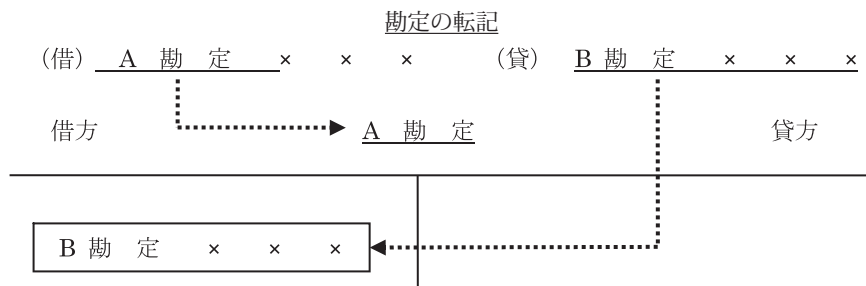 勘定の転記
（借） A 勘 定 × × × （貸） B 勘 定 × × ×
借方 A 勘 定 貸方
B 勘 定 × × ×